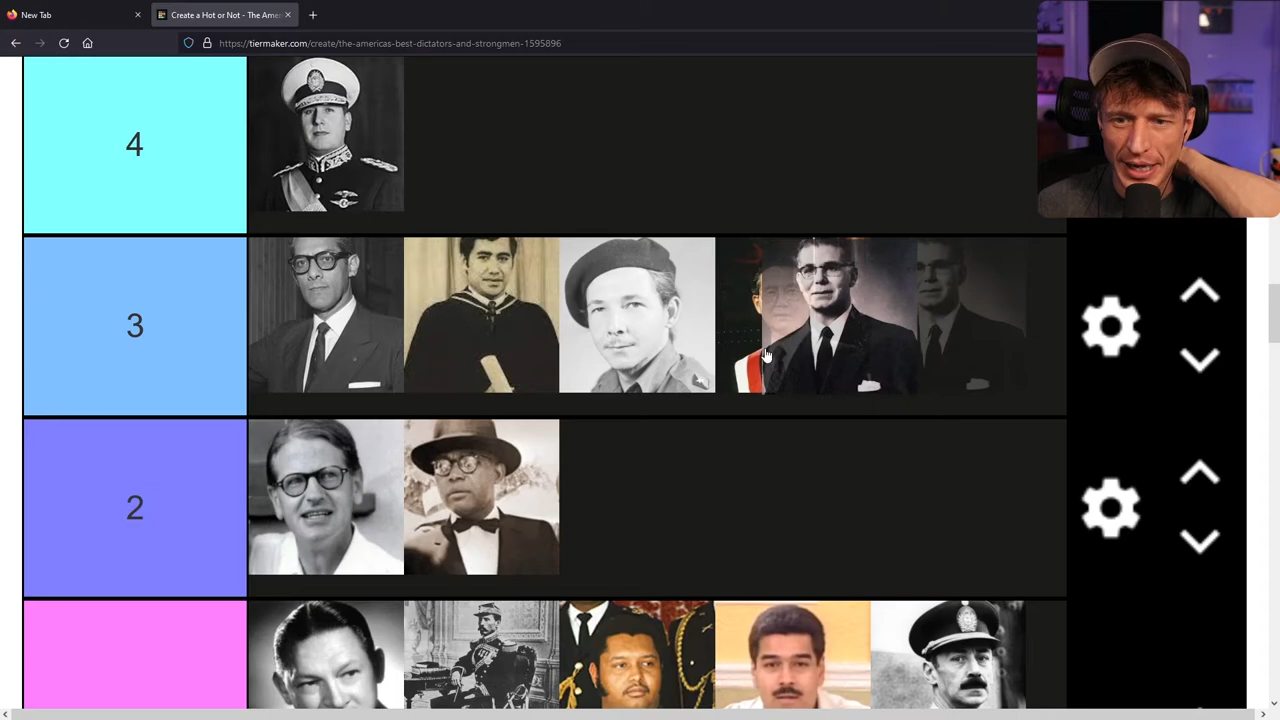 New Tab
Create a Hot or Not - The Ame
https://tiermaker.com/create/the-americas-best-dictators-and-strongmen-1595896
4
3
2